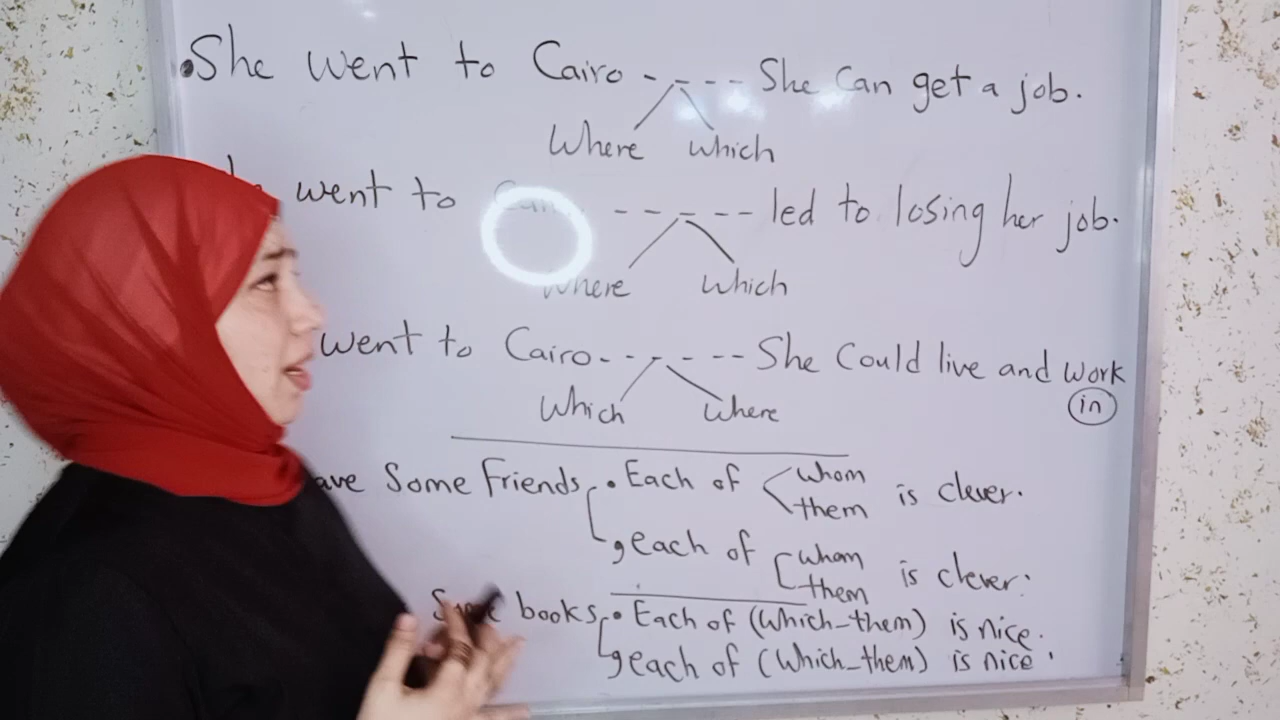 .She went to Cairo ----- She Can get a job.
Where which
went to ----- led to losing her job.
Where Which
went to Cairo ----- She Could live and work
Which Where
in
Some Friends . Each of whom is clever.
them
, each of whom is clever.
them
books . Each of (Which_them) is nice.
, each of (Which_them) is nice.